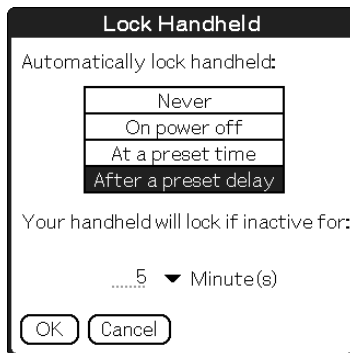 Lock Handheld
Automatically lock handheld:
Never
On power off
At a preset time
After a preset delay
Your handheld will lock if inactive for:
5 Minute(s)
OK Cancel